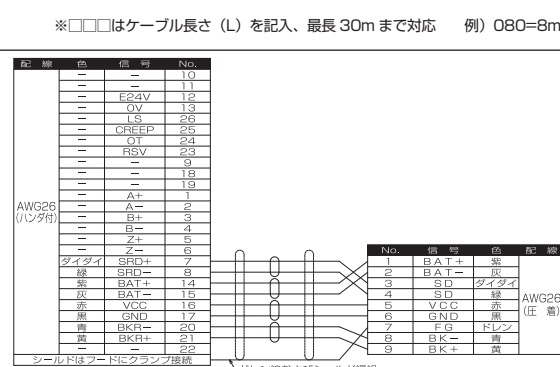 ※□□□はケーブル長さ（L）を記入、最長30mまで対応　例）080=8m
配 線　色　信 号　No.
－　－　10
－　－　11
－　E24V　12
－　0V　13
－　LS　26
－　CREEP　25
－　OT　24
－　RSV　23
－　－　9
－　－　18
－　－　19
－　A+　1
AWG26　－　A－　2
(ハンダ付)　－　B+　3
－　B－　4
－　Z+　5
－　Z－　6
ダイダイ　SRD+　7
緑　SRD－　8
紫　BAT+　14
灰　BAT－　15
赤　VCC　16
黒　GND　17
青　BKR－　20
黄　BKR+　21
－　－　22
シールドはフードにクランプ接続
No.　信 号　色　配 線
1　BAT+　紫
2　BAT－　灰
3　SD　ダイダイ
4　SD　緑　AWG26
5　VCC　赤　(圧 着)
6　GND　黒
7　FG　ドレン
8　BK－　青
9　BK+　黄